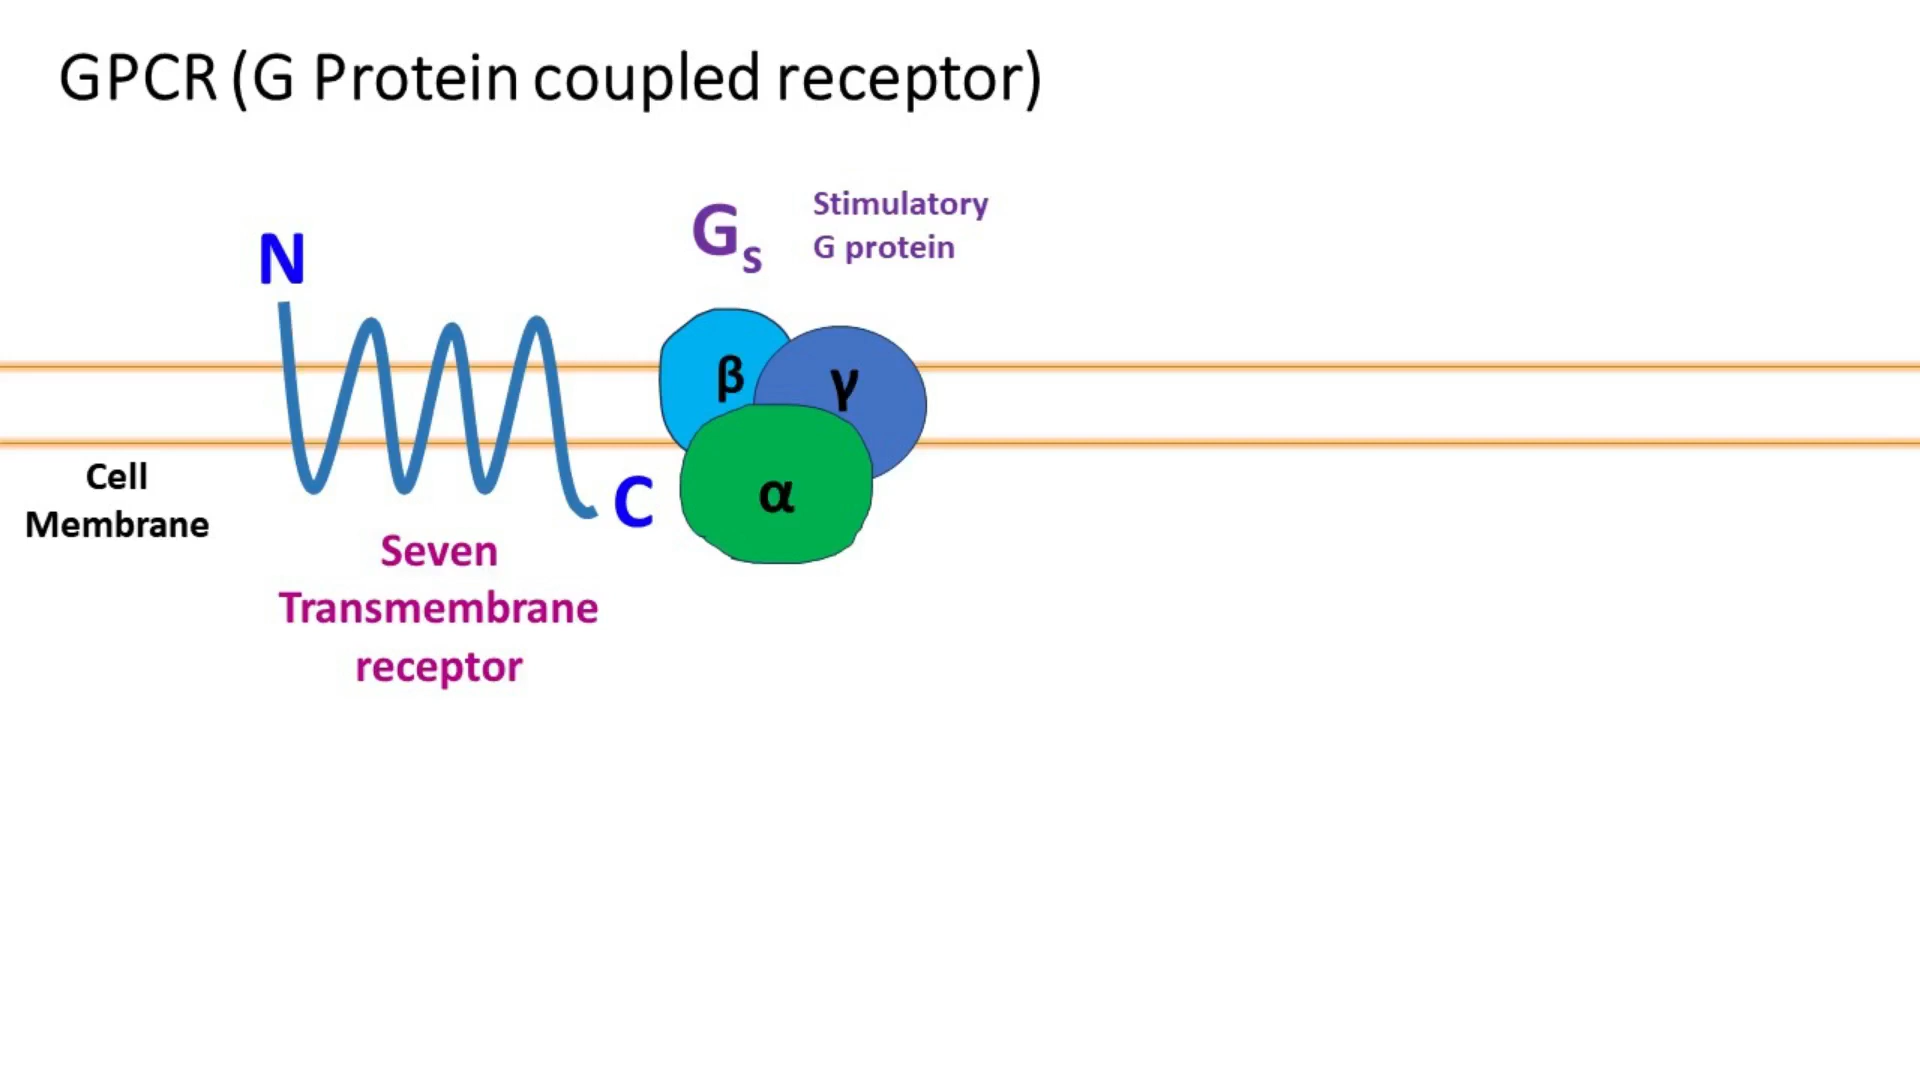 GPCR (G Protein coupled receptor)
Gs
Stimulatory
G protein
N
β
γ
α
C
Cell
Membrane
Seven
Transmembrane
receptor